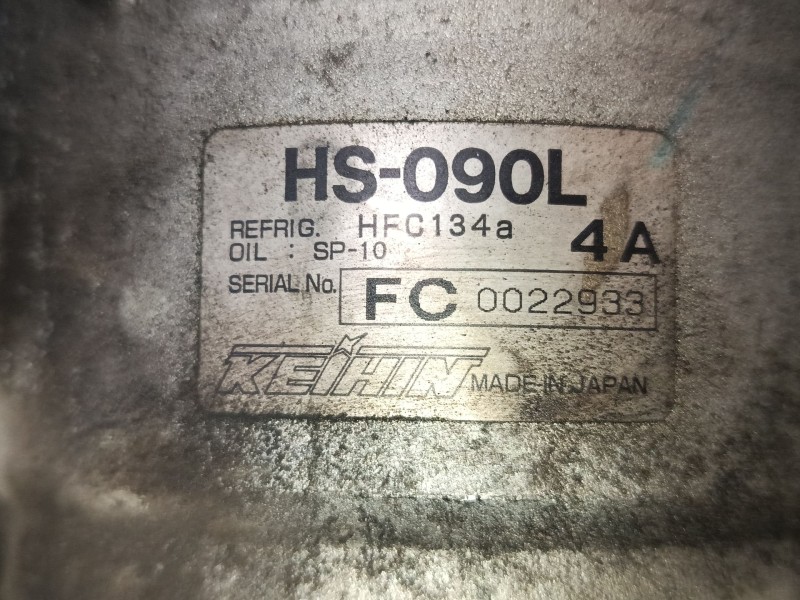 HS-090L
REFRIG. HFC134a
OIL : SP-10 4A
SERIAL No. FC 0022933
KEIHIN MADE IN JAPAN